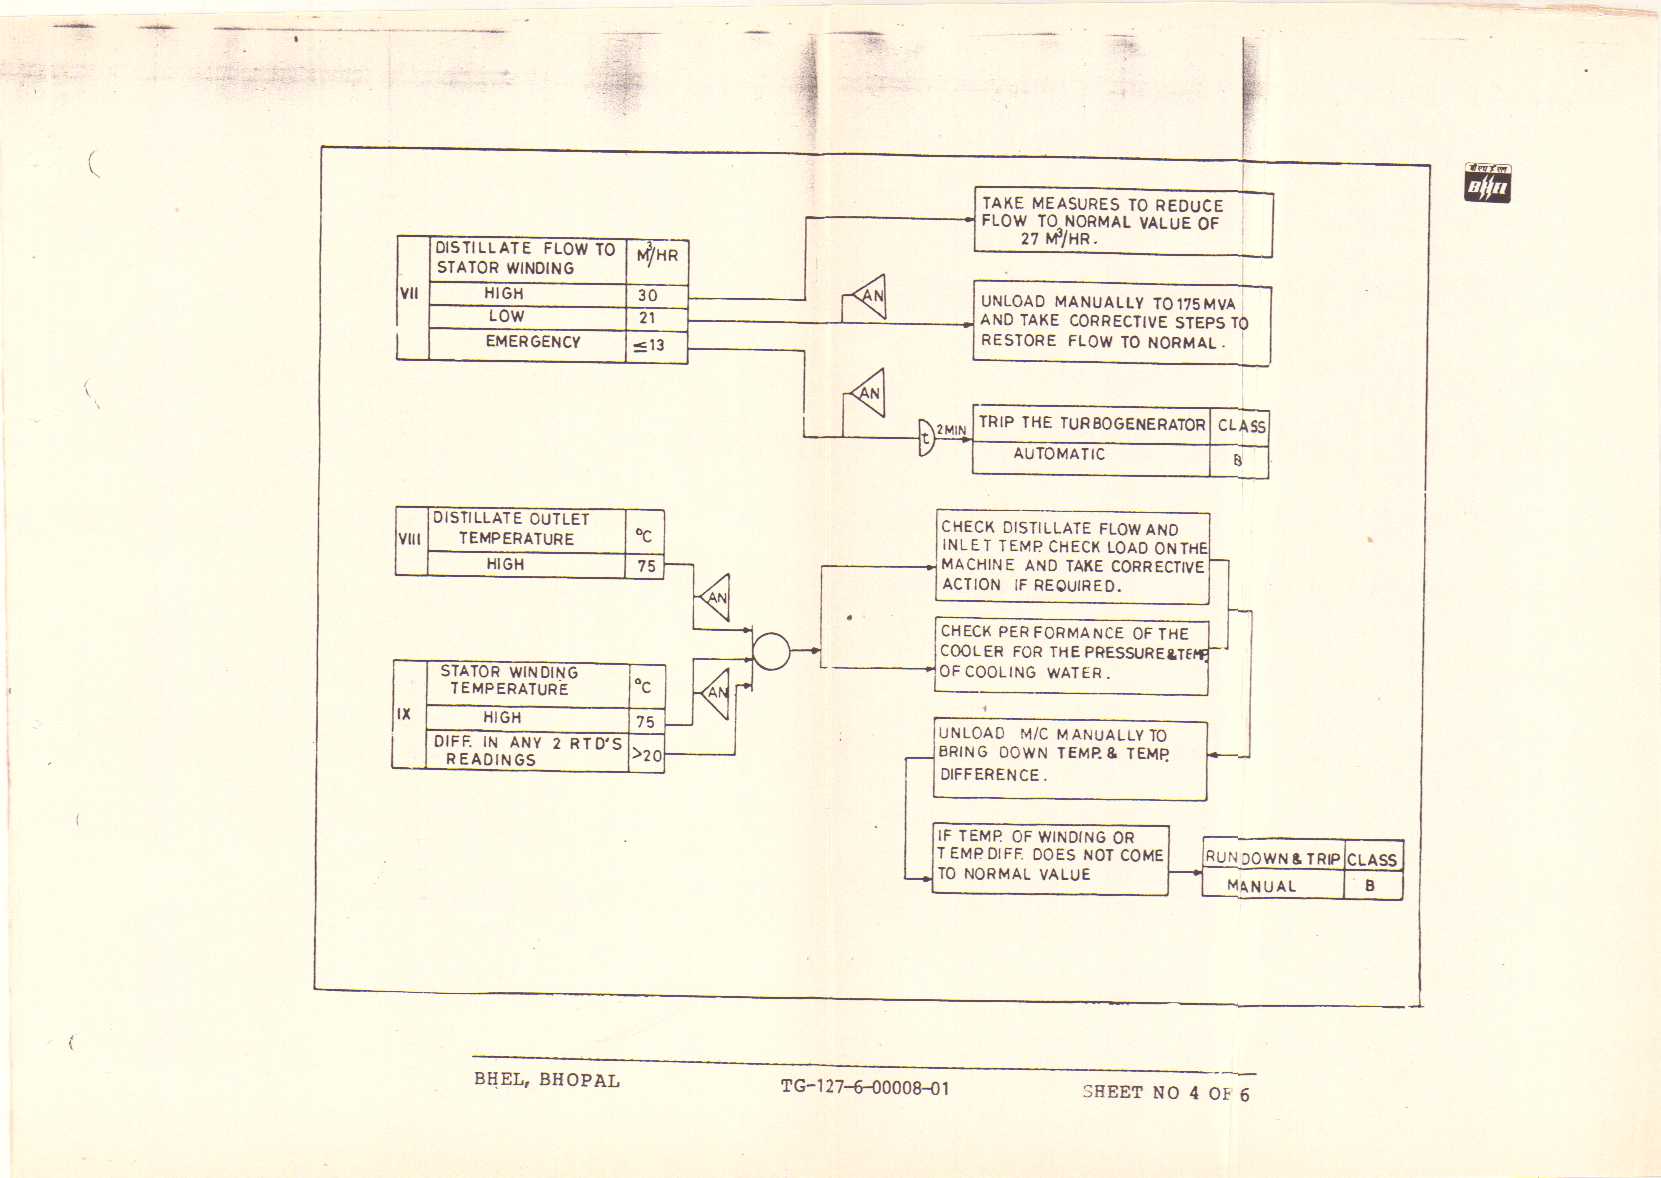 बी एच ई एल
BHEL
TAKE MEASURES TO REDUCE
FLOW TO NORMAL VALUE OF
27 M³/HR.
VII
DISTILLATE FLOW TO
STATOR WINDING
M³/HR
HIGH 30
LOW 21
EMERGENCY ≦13
AN
UNLOAD MANUALLY TO 175 MVA
AND TAKE CORRECTIVE STEPS TO
RESTORE FLOW TO NORMAL.
AN
t
2 MIN
TRIP THE TURBOGENERATOR CLASS
AUTOMATIC B
VIII
DISTILLATE OUTLET
TEMPERATURE
°C
HIGH 75
AN
CHECK DISTILLATE FLOW AND
INLET TEMP. CHECK LOAD ON THE
MACHINE AND TAKE CORRECTIVE
ACTION IF REQUIRED.
CHECK PERFORMANCE OF THE
COOLER FOR THE PRESSURE & TEMP.
OF COOLING WATER.
IX
STATOR WINDING
TEMPERATURE
°C
HIGH 75
DIFF. IN ANY 2 RTD'S
READINGS
>20
AN
UNLOAD M/C MANUALLY TO
BRING DOWN TEMP. & TEMP.
DIFFERENCE.
IF TEMP. OF WINDING OR
TEMP. DIFF. DOES NOT COME
TO NORMAL VALUE
RUNDOWN & TRIP CLASS
MANUAL B
BHEL, BHOPAL TG-127-6-00008-01 SHEET NO 4 OF 6